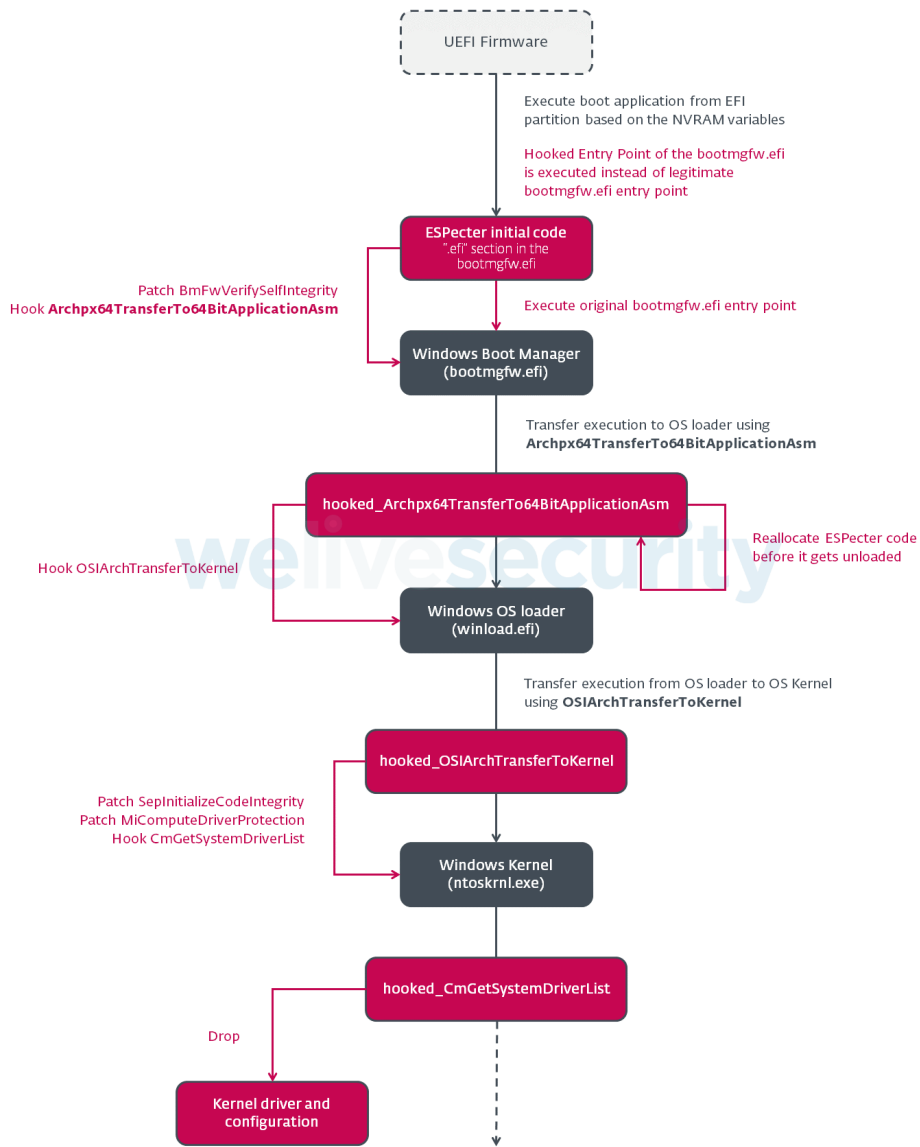 UEFI Firmware
Execute boot application from EFI
partition based on the NVRAM variables
Hooked Entry Point of the bootmgfw.efi
is executed instead of legitimate
bootmgfw.efi entry point
ESPecter initial code
".efi" section in the
bootmgfw.efi
Patch BmFwVerifySelfIntegrity
Hook Archpx64TransferTo64BitApplicationAsm
Execute original bootmgfw.efi entry point
Windows Boot Manager
(bootmgfw.efi)
Transfer execution to OS loader using
Archpx64TransferTo64BitApplicationAsm
hooked_Archpx64TransferTo64BitApplicationAsm
Reallocate ESPecter code
before it gets unloaded
welivesecurity
Hook OSIArchTransferToKernel
Windows OS loader
(winload.efi)
Transfer execution from OS loader to OS Kernel
using OSIArchTransferToKernel
hooked_OSIArchTransferToKernel
Patch SepInitializeCodeIntegrity
Patch MiComputeDriverProtection
Hook CmGetSystemDriverList
Windows Kernel
(ntoskrnl.exe)
hooked_CmGetSystemDriverList
Drop
Kernel driver and
configuration